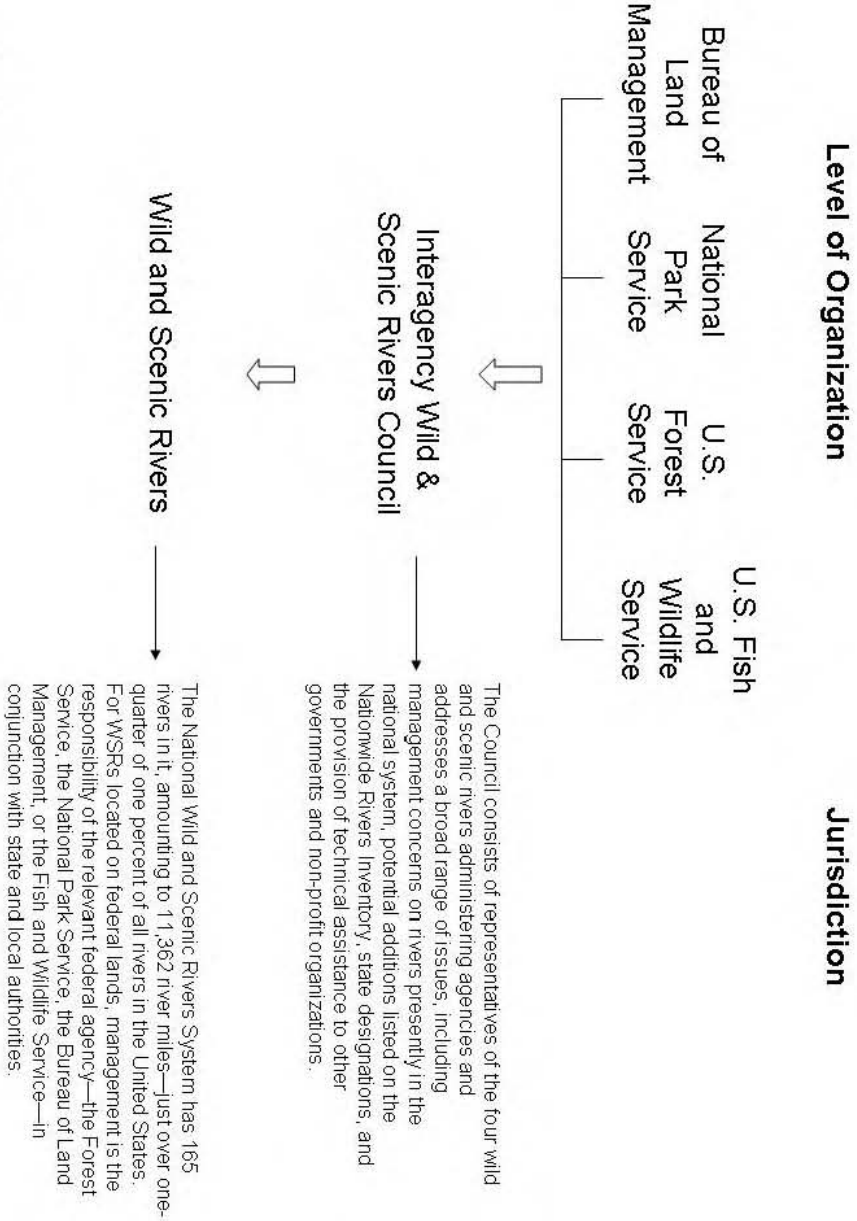 Level of Organization
Jurisdiction
Bureau of
Land
Management
National
Park
Service
U.S.
Forest
Service
U.S. Fish
and
Wildlife
Service
Interagency Wild &
Scenic Rivers Council
The Council consists of representatives of the four wild
and scenic rivers administering agencies and
addresses a broad range of issues, including
management concerns on rivers presently in the
national system, potential additions listed on the
Nationwide Rivers Inventory, state designations, and
the provision of technical assistance to other
governments and non-profit organizations.
Wild and Scenic Rivers
The National Wild and Scenic Rivers System has 165
rivers in it, amounting to 11,362 river miles—just over one-
quarter of one percent of all rivers in the United States.
For WSRs located on federal lands, management is the
responsibility of the relevant federal agency—the Forest
Service, the National Park Service, the Bureau of Land
Management, or the Fish and Wildlife Service—in
conjunction with state and local authorities.